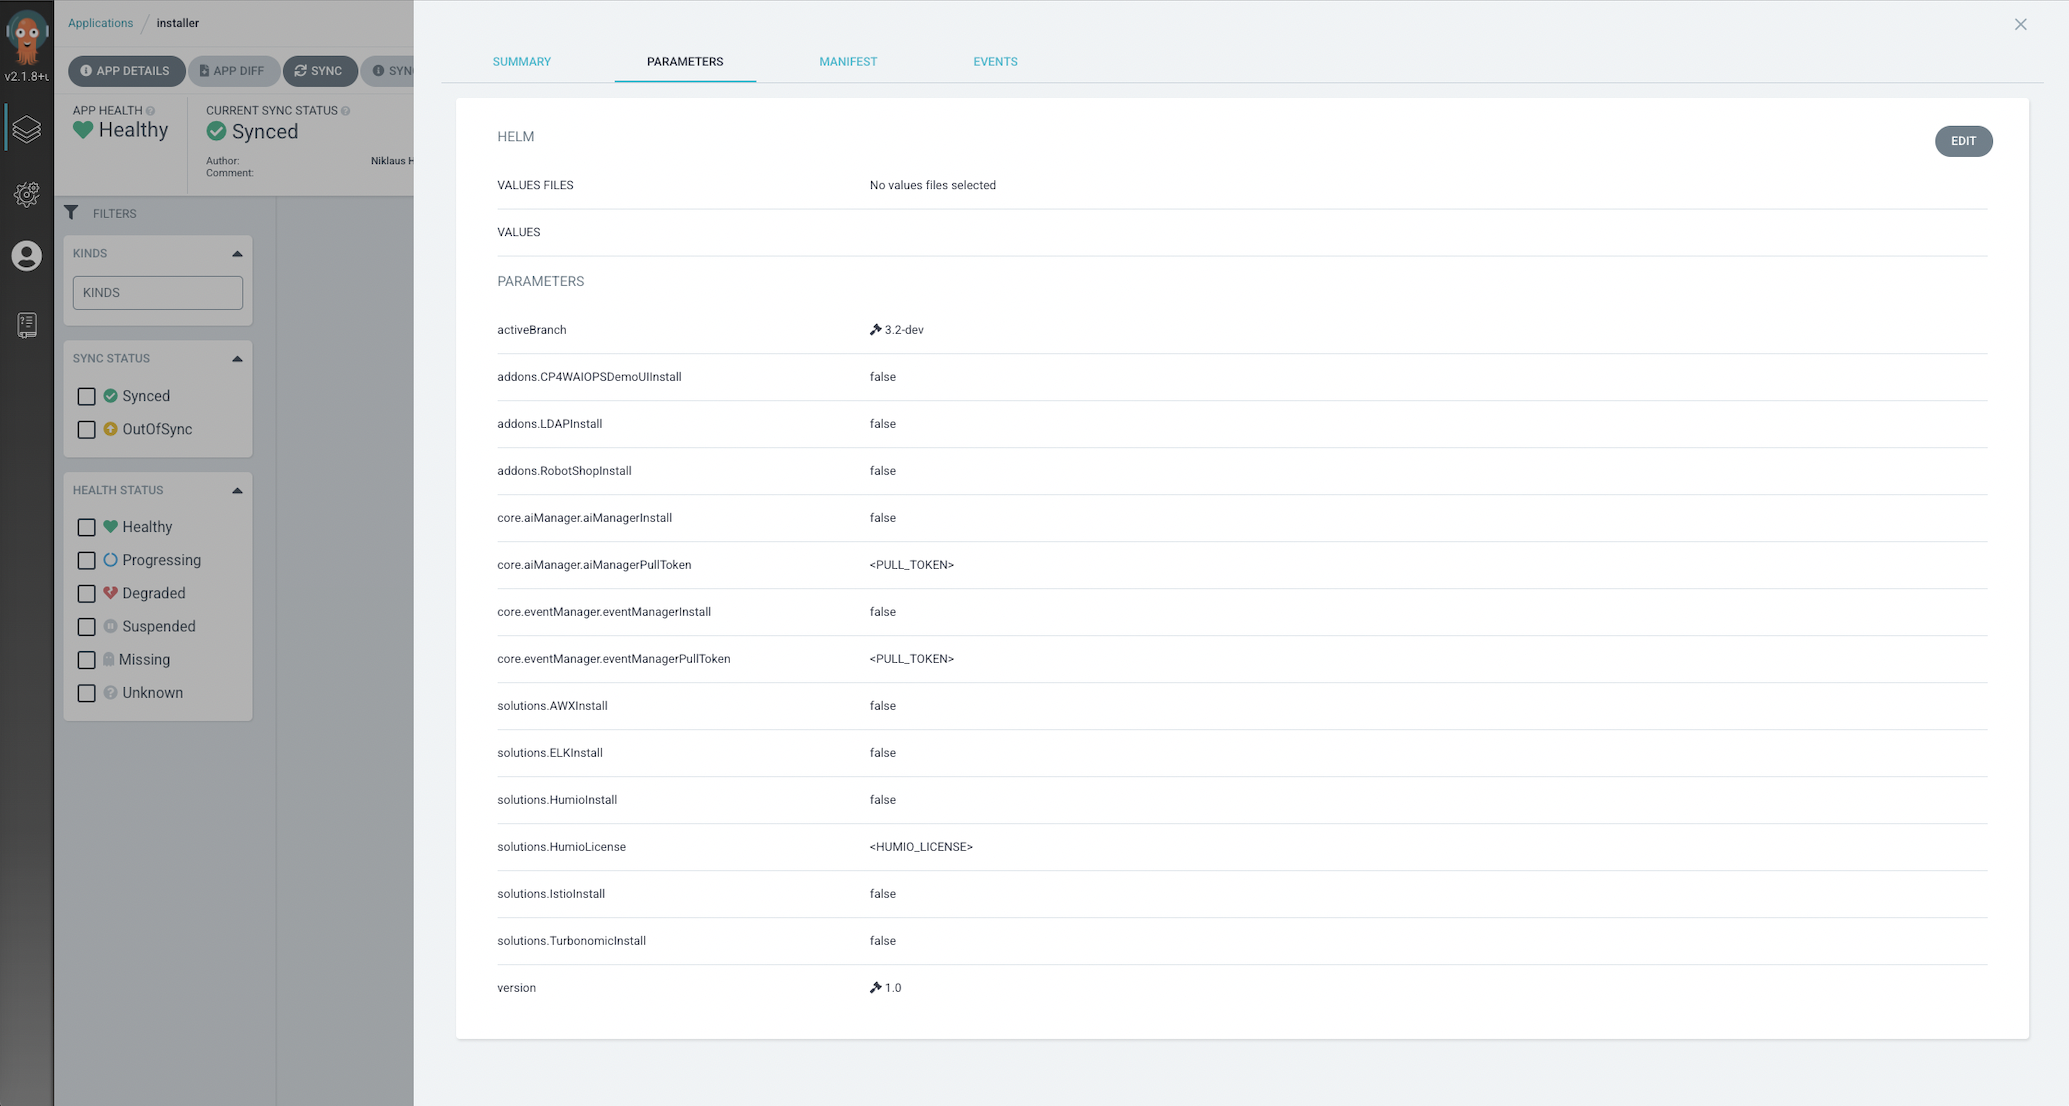 Applications / installer
v2.1.8+
APP DETAILS
APP DIFF
SYNC
SYN
APP HEALTH
Healthy
CURRENT SYNC STATUS
Synced
Author: Niklaus H
Comment:
FILTERS
KINDS
KINDS
SYNC STATUS
Synced
OutOfSync
HEALTH STATUS
Healthy
Progressing
Degraded
Suspended
Missing
Unknown
SUMMARY
PARAMETERS
MANIFEST
EVENTS
HELM
EDIT
VALUES FILES No values files selected
VALUES
PARAMETERS
activeBranch 3.2-dev
addons.CP4WAIOPSDemoUIInstall false
addons.LDAPInstall false
addons.RobotShopInstall false
core.aiManager.aiManagerInstall false
core.aiManager.aiManagerPullToken <PULL_TOKEN>
core.eventManager.eventManagerInstall false
core.eventManager.eventManagerPullToken <PULL_TOKEN>
solutions.AWXInstall false
solutions.ELKInstall false
solutions.HumioInstall false
solutions.HumioLicense <HUMIO_LICENSE>
solutions.IstioInstall false
solutions.TurbonomicInstall false
version 1.0